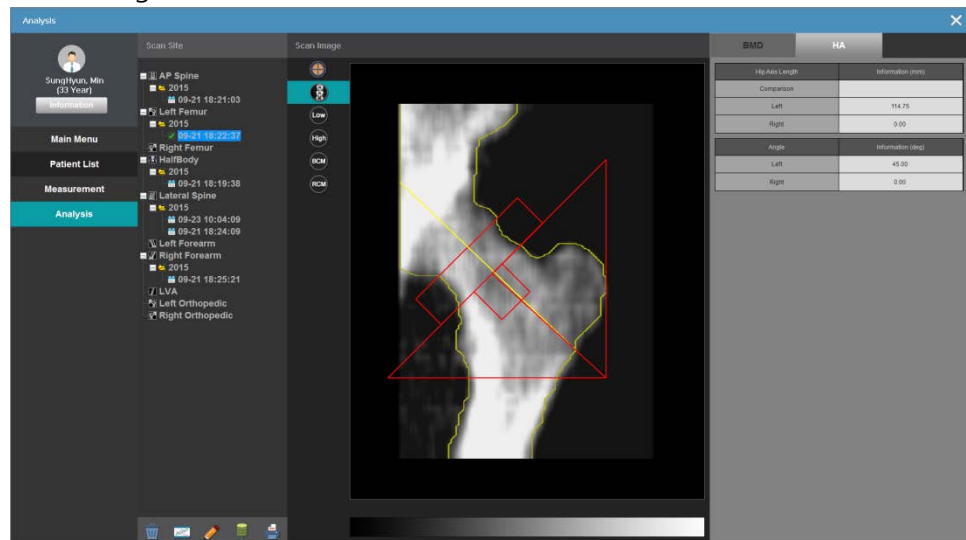 Analysis
SungHyun, Min
(33 Year)
Information
Main Menu
Patient List
Measurement
Analysis
Scan Site
AP Spine
2015
09-21 18:21:03
Left Femur
2015
09-21 18:22:37
Right Femur
HalfBody
2015
09-21 18:19:38
Lateral Spine
2015
09-23 10:04:09
09-21 18:24:09
Left Forearm
Right Forearm
2015
09-21 18:25:21
LVA
Left Orthopedic
Right Orthopedic
Scan Image
Low
High
BCM
RCM
BMD HA
Hip Axis Length Information (mm)
Comparison
Left 114.75
Right 0.00
Angle Information (deg)
Left 45.00
Right 0.00